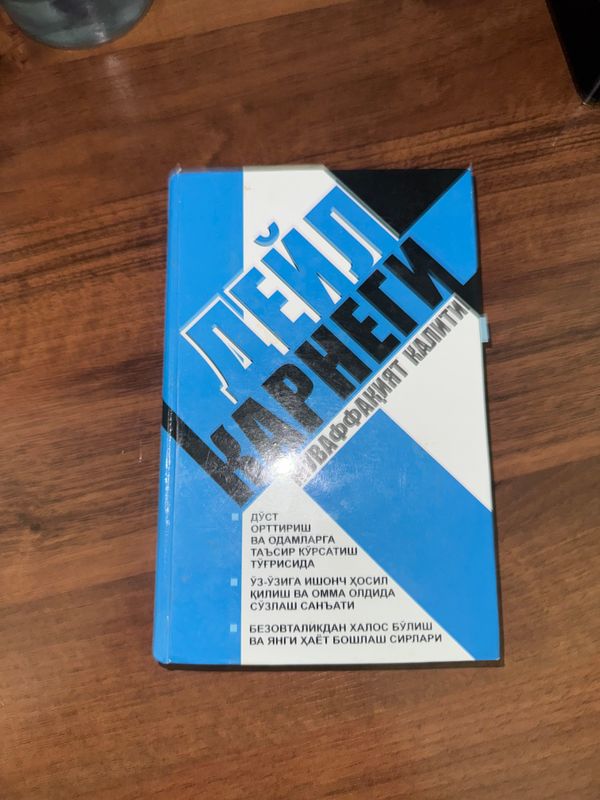 ДЕЙЛ
КАРНЕГИ
МУВАФФАҚИЯТ КАЛИТИ
ДЎСТ
ОРТТИРИШ
ВА ОДАМЛАРГА
ТАЪСИР КЎРСАТИШ
ТЎҒРИСИДА
ЎЗ-ЎЗИГА ИШОНЧ ҲОСИЛ
ҚИЛИШ ВА ОММА ОЛДИДА
СЎЗЛАШ САНЪАТИ
БЕЗОВТАЛИКДАН ХАЛОС БЎЛИШ
ВА ЯНГИ ҲАЁТ БОШЛАШ СИРЛАРИ